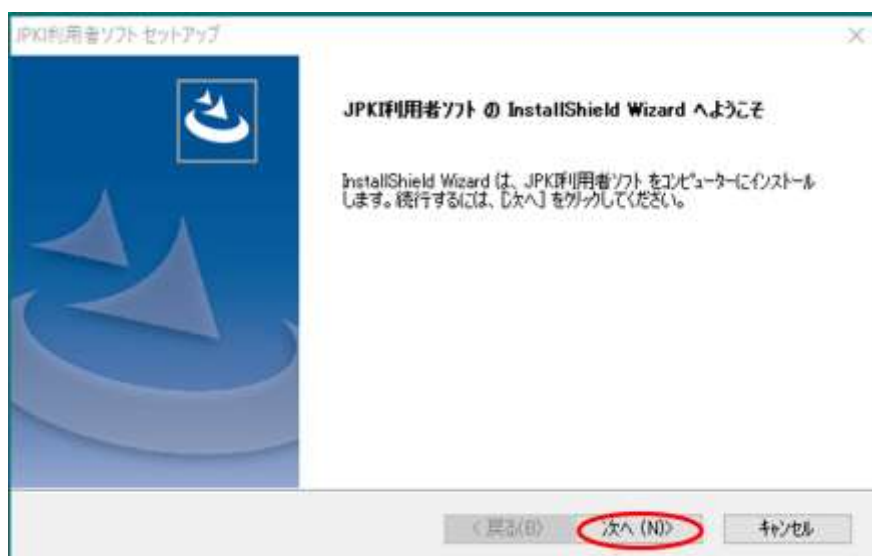 JPKI利用者ソフト セットアップ
JPKI利用者ソフト の InstallShield Wizard へようこそ
InstallShield Wizard は、JPKI利用者ソフト をコンピューターにインストール
します。続行するには、[次へ] をクリックしてください。
< 戻る(B)
次へ (N)>
キャンセル